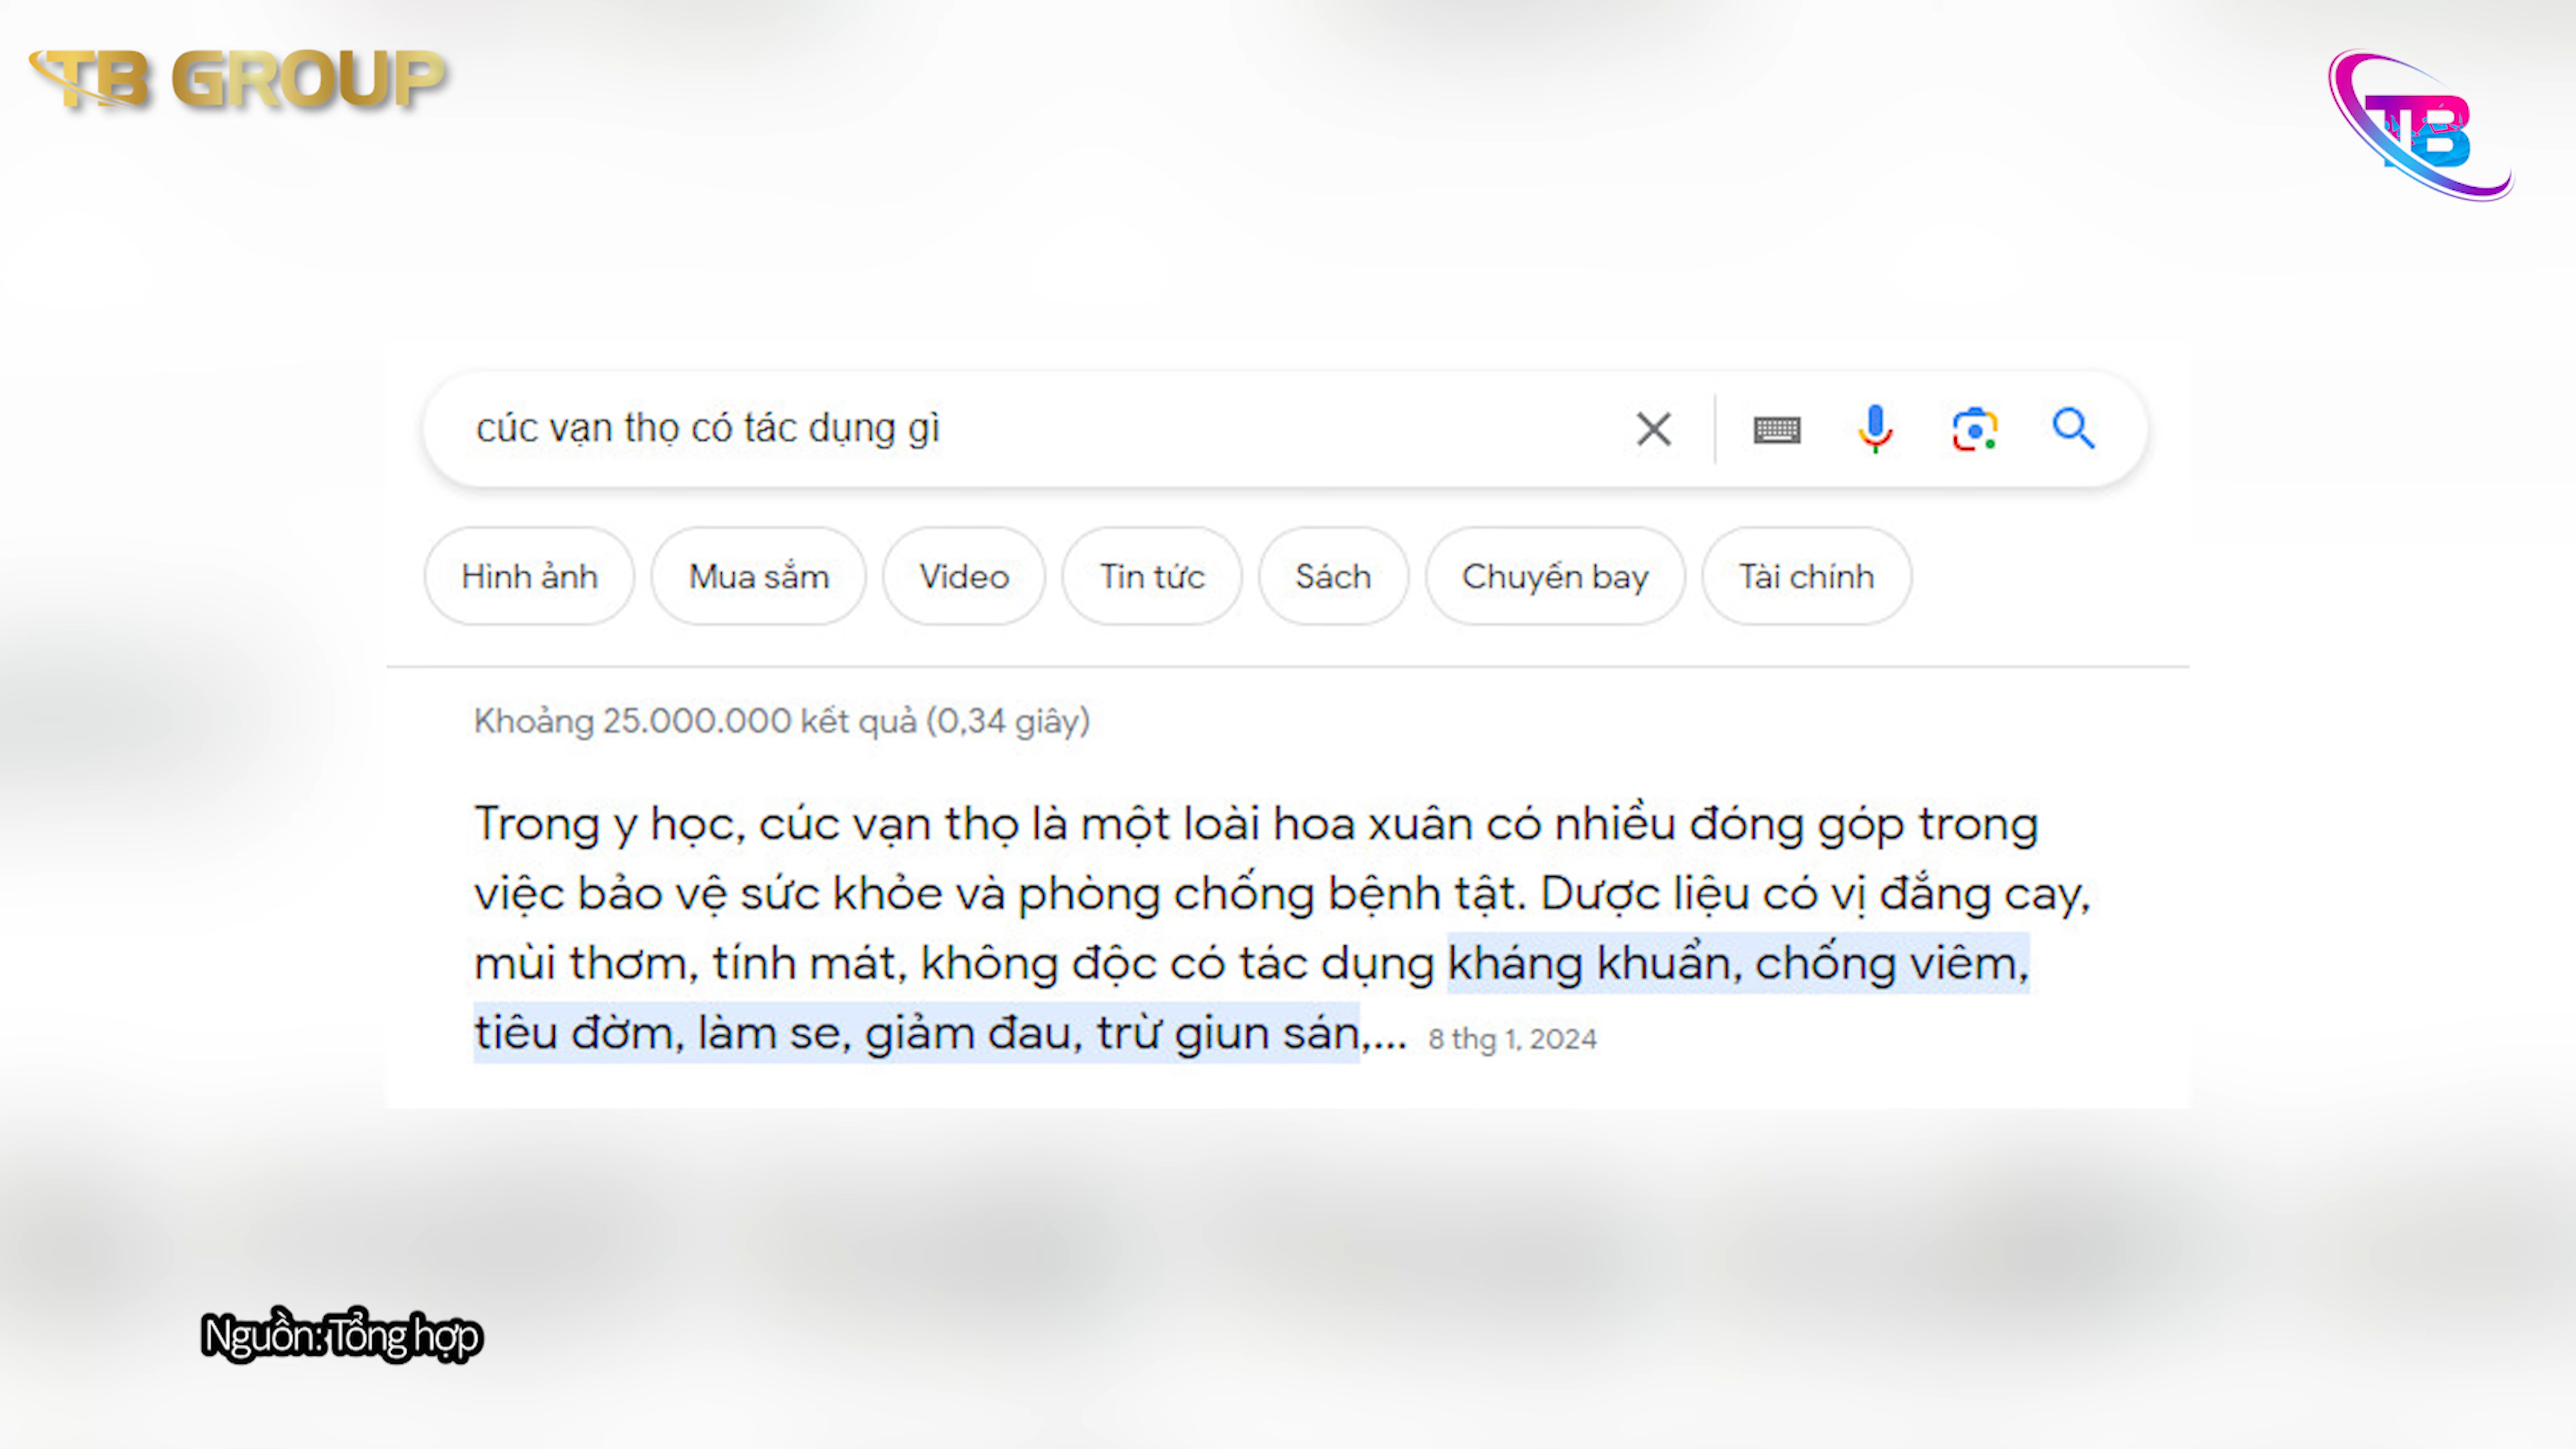 TB GROUP
TB
cúc vạn thọ có tác dụng gì
Hình ảnh Mua sắm Video Tin tức Sách Chuyến bay Tài chính
Khoảng 25.000.000 kết quả (0,34 giây)
Trong y học, cúc vạn thọ là một loài hoa xuân có nhiều đóng góp trong
việc bảo vệ sức khỏe và phòng chống bệnh tật. Dược liệu có vị đắng cay,
mùi thơm, tính mát, không độc có tác dụng kháng khuẩn, chống viêm,
tiêu đờm, làm se, giảm đau, trừ giun sán,... 8 thg 1, 2024
Nguồn: Tổng hợp